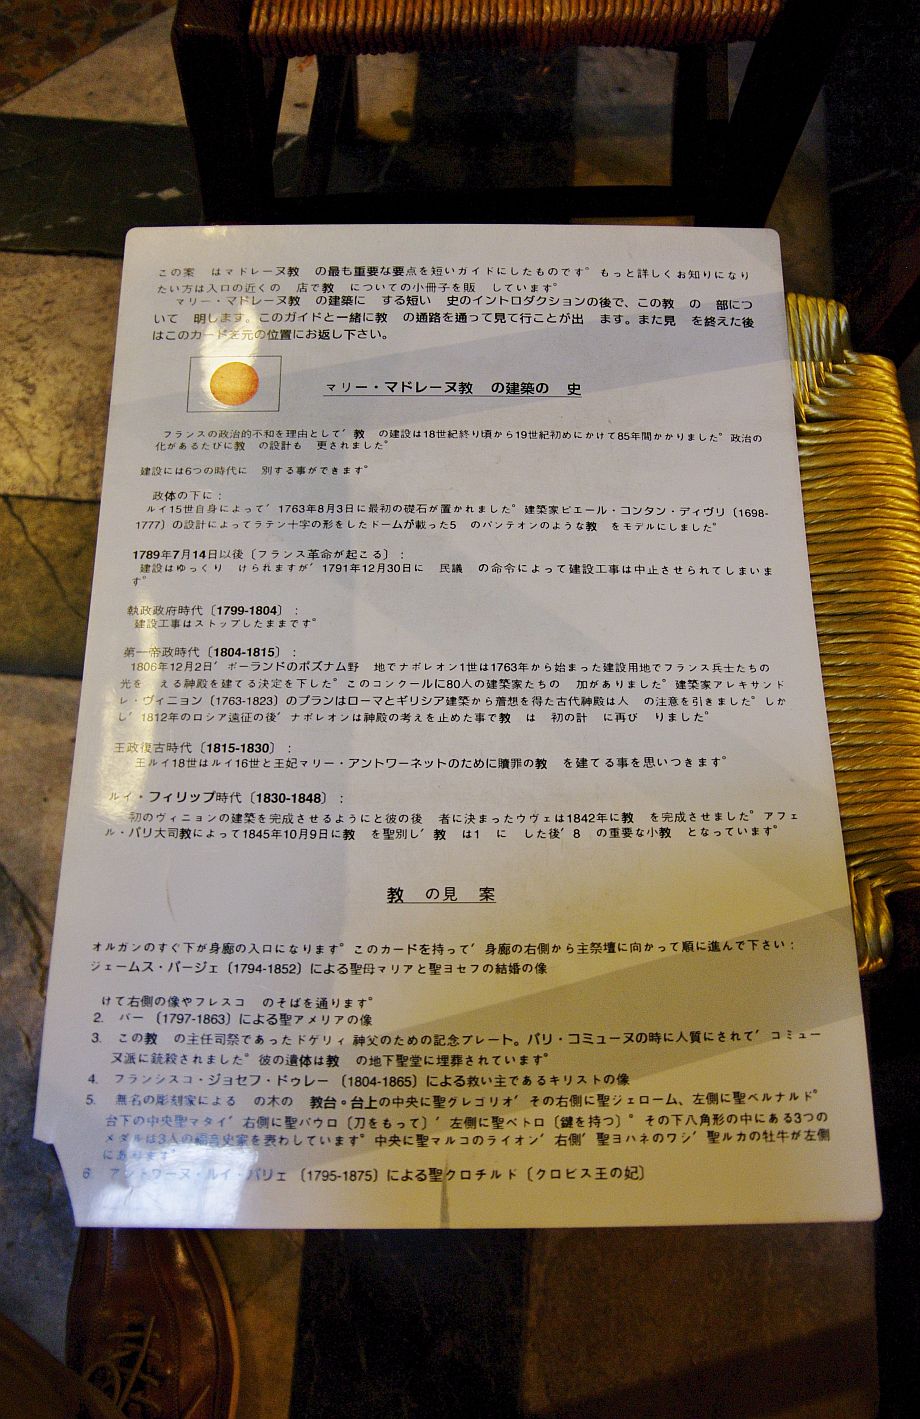 この案　はマドレーヌ教　の最も重要な要点を短いガイドにしたものです゜もっと詳しくお知りになり
たい方は入口の近くの　店で教　についての小冊子を販　しています゜
マリー・マドレーヌ教　の建築に　する短い　史のイントロダクションの後で、この教　の　部につ
いて　明します。このガイドと一緒に教　の通路を通って見て行ことが出　ます。また見　を終えた後
はこのカードを元の位置にお返し下さい。
マリー・マドレーヌ教　の建築の　史
フランスの政治的不和を理由として′教　の建設は18世紀終り頃から19世紀初めにかけて85年間かかりました゜政治の
化があるたびに教　の設計も　更されました゜
建設には6つの時代に　別する事ができます゜
政体の下に：
ルイ15世自身によって′1763年8月3日に最初の礎石が置かれました゜建築家ピエール・コンタン・ディヴリ〔1698-
1777〕の設計によってラテン十字の形をしたドームが載った5　のパンテオンのような教　をモデルにしました゜
1789年7月14日以後〔フランス革命が起こる〕：
建設はゆっくり　けられますが′1791年12月30日に　民議　の命令によって建設工事は中止させられてしまいま
す゜
執政政府時代〔1799-1804〕：
建設工事はストップしたままです゜
第一帝政時代〔1804-1815〕：
1806年12月2日′ポーランドのポズナム野　地でナポレオン1世は1763年から始まった建設用地でフランス兵士たちの
光を　える神殿を建てる決定を下した゜このコンクールに80人の建築家たちの　加がありました゜建築家アレキサンド
レ・ヴィニョン〔1763-1823〕のプランはローマとギリシア建築から着想を得た古代神殿は人　の注意を引きました゜しか
し′1812年のロシア遠征の後′ナポレオンは神殿の考えを止めた事で教　は　初の計　に再び　りました゜
王政復古時代〔1815-1830〕：
王ルイ18世はルイ16世と王妃マリー・アントワーネットのために贖罪の教　を建てる事を思いつきます゜
ルイ・フィリップ時代〔1830-1848〕：
初のヴィニョンの建築を完成させるようにと彼の後　者に決まったウヴェは1842年に教　を完成させました゜アフェ
ル・パリ大司教によって1845年10月9日に教　を聖別し′教　は1　に　した後′8　の重要な小教　となっています゜
教　の見　案
オルガンのすぐ下が身廊の入口になります゜このカードを持って′身廊の右側から主祭壇に向かって順に進んで下さい：
ジェームス・パージェ〔1794-1852〕による聖母マリアと聖ヨセフの結婚の像
けて右側の像やフレスコ　のそばを通ります゜
2.　バー〔1797-1863〕による聖アメリアの像
3.　この教　の主任司祭であったドゲリィ神父のための記念プレート。パリ・コミューヌの時に人質にされて′コミュー
ヌ派に銃殺されました゜彼の遺体は教　の地下聖堂に埋葬されています゜
4.　フランシスコ・ジョセフ・ドゥレー〔1804-1865〕による救い主であるキリストの像
5.　無名の彫刻家による　の木の　教台。台上の中央に聖グレゴリオ′その右側に聖ジェローム、左側に聖ベルナルド゜
台下の中央聖マタイ′右側に聖パウロ〔刀をもって〕′左側に聖ペトロ〔鍵を持つ〕゜その下八角形の中にある3つの
メダルは3人の福音史家を表わしています゜中央に聖マルコのライオン′右側′聖ヨハネのワシ′聖ルカの牡牛が左側
にあります゜
6.　アントワーヌ・ルイ・バリェ〔1795-1875〕による聖クロチルド〔クロビス王の妃〕